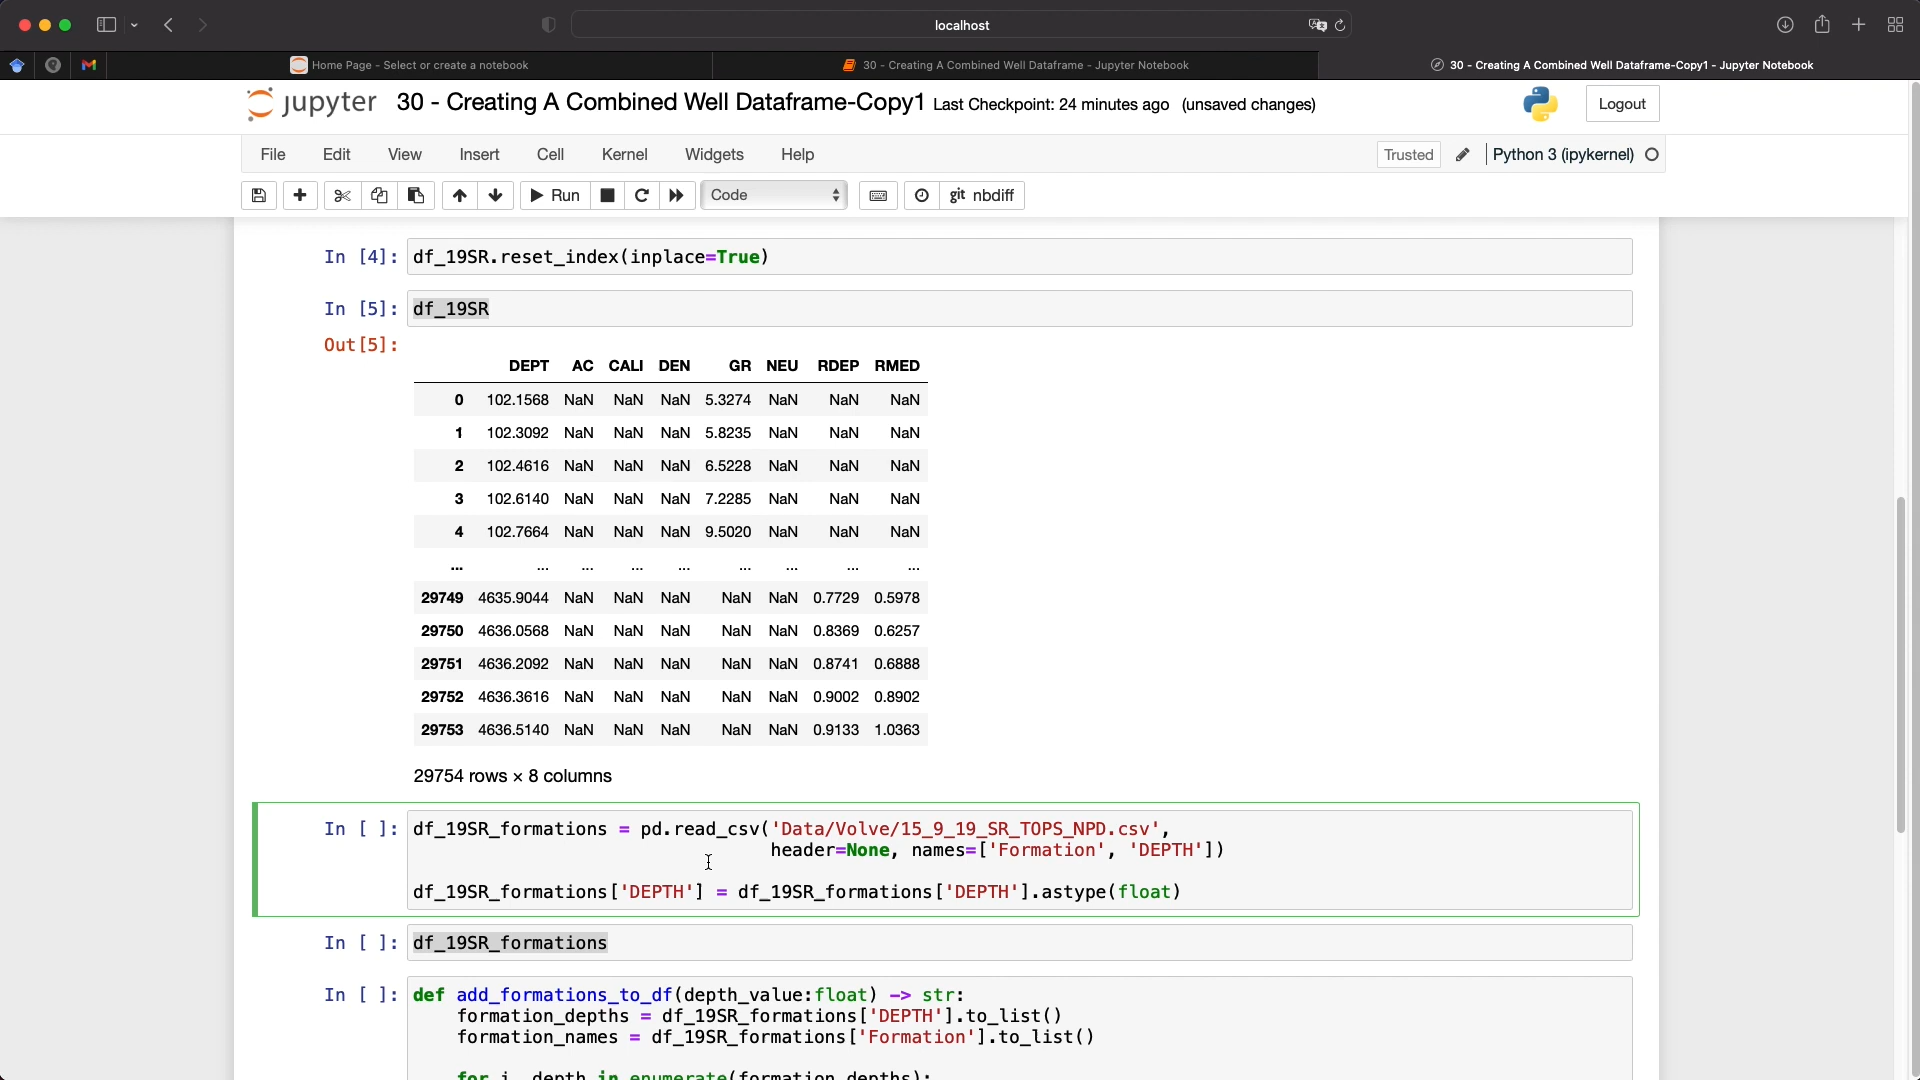 localhost
Home Page - Select or create a notebook
30 - Creating A Combined Well Dataframe - Jupyter Notebook
30 - Creating A Combined Well Dataframe-Copy1 - Jupyter Notebook
jupyter 30 - Creating A Combined Well Dataframe-Copy1 Last Checkpoint: 24 minutes ago (unsaved changes) Logout
File Edit View Insert Cell Kernel Widgets Help Trusted Python 3 (ipykernel)
Run Code git nbdiff
In [4]: df_19SR.reset_index(inplace=True)
In [5]: df_19SR
Out[5]:
DEPT AC CALI DEN GR NEU RDEP RMED
0 102.1568 NaN NaN NaN 5.3274 NaN NaN NaN
1 102.3092 NaN NaN NaN 5.8235 NaN NaN NaN
2 102.4616 NaN NaN NaN 6.5228 NaN NaN NaN
3 102.6140 NaN NaN NaN 7.2285 NaN NaN NaN
4 102.7664 NaN NaN NaN 9.5020 NaN NaN NaN
... ... ... ... ... ... ... ... ...
29749 4635.9044 NaN NaN NaN NaN NaN 0.7729 0.5978
29750 4636.0568 NaN NaN NaN NaN NaN 0.8369 0.6257
29751 4636.2092 NaN NaN NaN NaN NaN 0.8741 0.6888
29752 4636.3616 NaN NaN NaN NaN NaN 0.9002 0.8902
29753 4636.5140 NaN NaN NaN NaN NaN 0.9133 1.0363
29754 rows × 8 columns
In [ ]: df_19SR_formations = pd.read_csv('Data/Volve/15_9_19_SR_TOPS_NPD.csv',
header=None, names=['Formation', 'DEPTH'])
df_19SR_formations['DEPTH'] = df_19SR_formations['DEPTH'].astype(float)
In [ ]: df_19SR_formations
In [ ]: def add_formations_to_df(depth_value:float) -> str:
formation_depths = df_19SR_formations['DEPTH'].to_list()
formation_names = df_19SR_formations['Formation'].to_list()
for i, depth in enumerate(formation_depths):